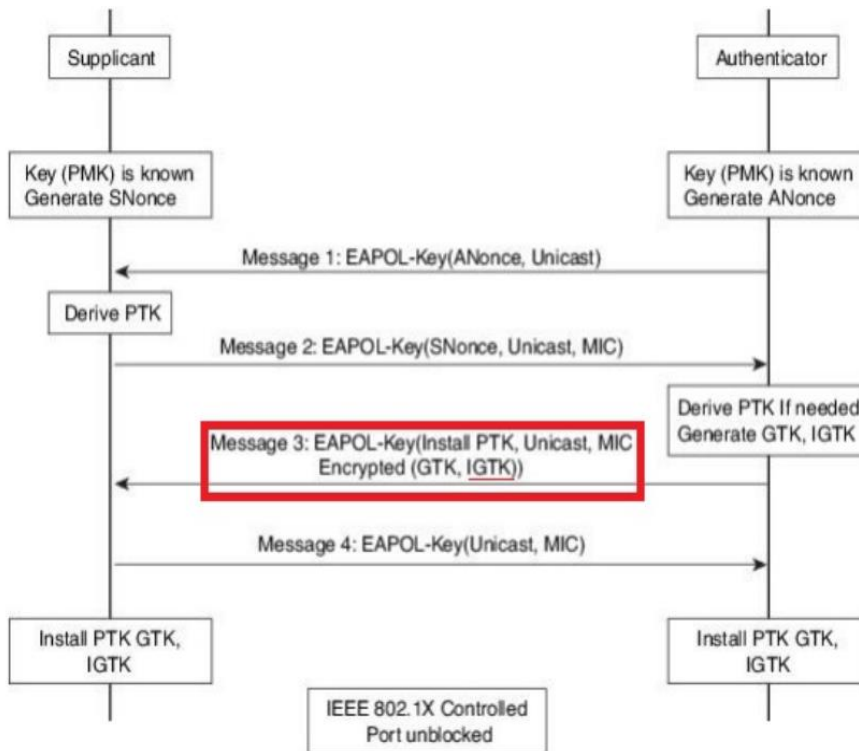 Supplicant
Authenticator
Key (PMK) is known
Generate SNonce
Key (PMK) is known
Generate ANonce
Message 1: EAPOL-Key(ANonce, Unicast)
Derive PTK
Message 2: EAPOL-Key(SNonce, Unicast, MIC)
Derive PTK If needed
Generate GTK, IGTK
Message 3: EAPOL-Key(Install PTK, Unicast, MIC
Encrypted (GTK, IGTK))
Message 4: EAPOL-Key(Unicast, MIC)
Install PTK GTK,
IGTK
Install PTK GTK,
IGTK
IEEE 802.1X Controlled
Port unblocked